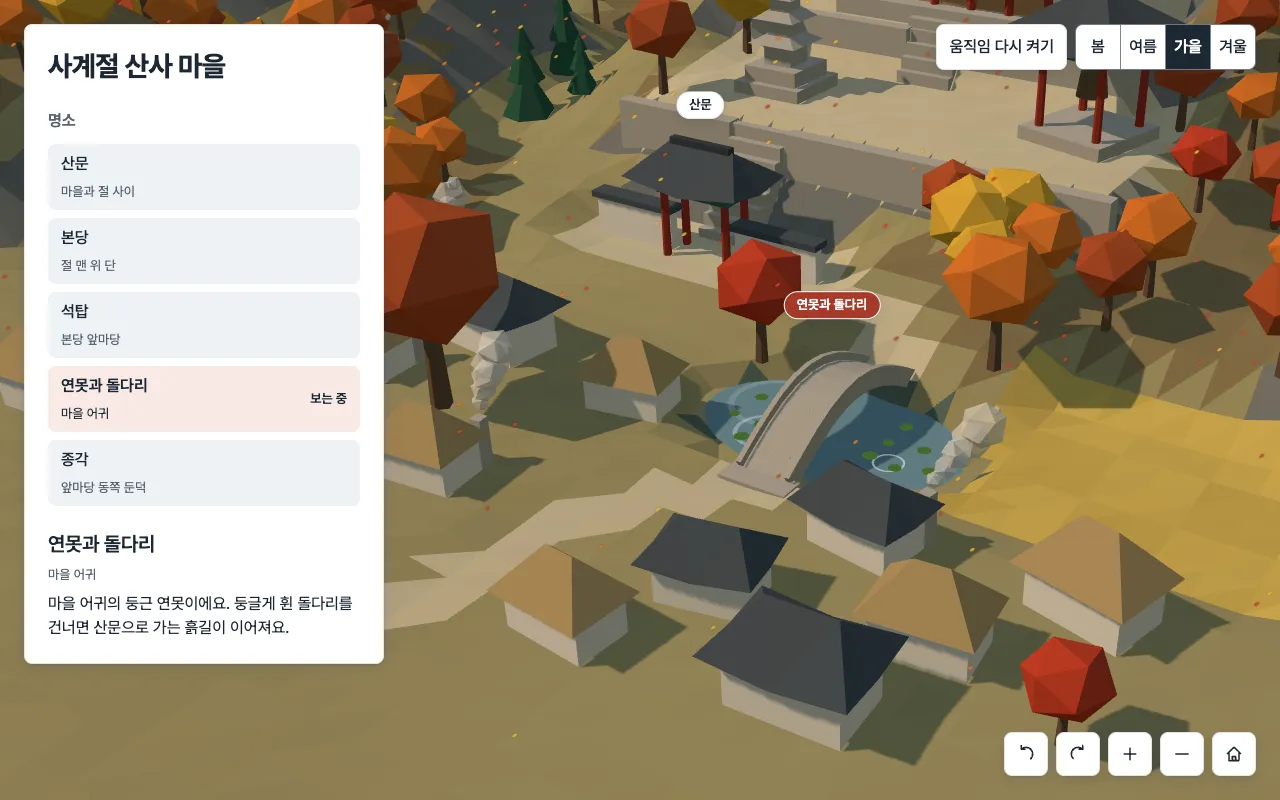 사계절 산사 마을
명소
산문
마을과 절 사이
본당
절 맨 위 단
석탑
본당 앞마당
연못과 돌다리
마을 어귀
보는 중
종각
앞마당 동쪽 둔덕
연못과 돌다리
마을 어귀
마을 어귀의 둥근 연못이에요. 둥글게 휜 돌다리를
건너면 산문으로 가는 흙길이 이어져요.
움직임 다시 켜기
봄 여름 가을 겨울
산문
연못과 돌다리